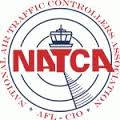 NATIONAL AIR TRAFFIC CONTROLLERS ASSOCIATION
NATCA
AFL - CIO